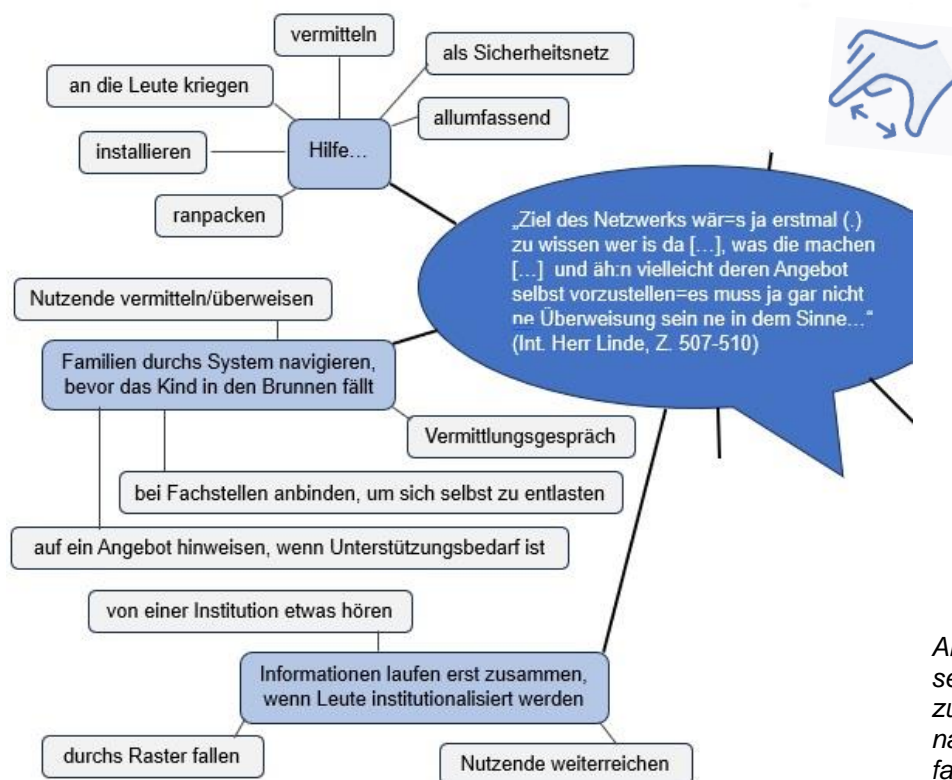 vermitteln
als Sicherheitsnetz
an die Leute kriegen
allumfassend
installieren
Hilfe…
ranpacken
„Ziel des Netzwerks wär=s ja erstmal (.)
zu wissen wer is da […], was die machen
[…]  und äh:n vielleicht deren Angebot
selbst vorzustellen=es muss ja gar nicht
ne Überweisung sein ne in dem Sinne…“
(Int. Herr Linde, Z. 507-510)
Nutzende vermitteln/überweisen
Familien durchs System navigieren,
bevor das Kind in den Brunnen fällt
Vermittlungsgespräch
bei Fachstellen anbinden, um sich selbst zu entlasten
auf ein Angebot hinweisen, wenn Unterstützungsbedarf ist
von einer Institution etwas hören
Informationen laufen erst zusammen,
wenn Leute institutionalisiert werden
durchs Raster fallen
Nutzende weiterreichen
se
zu
na
fa